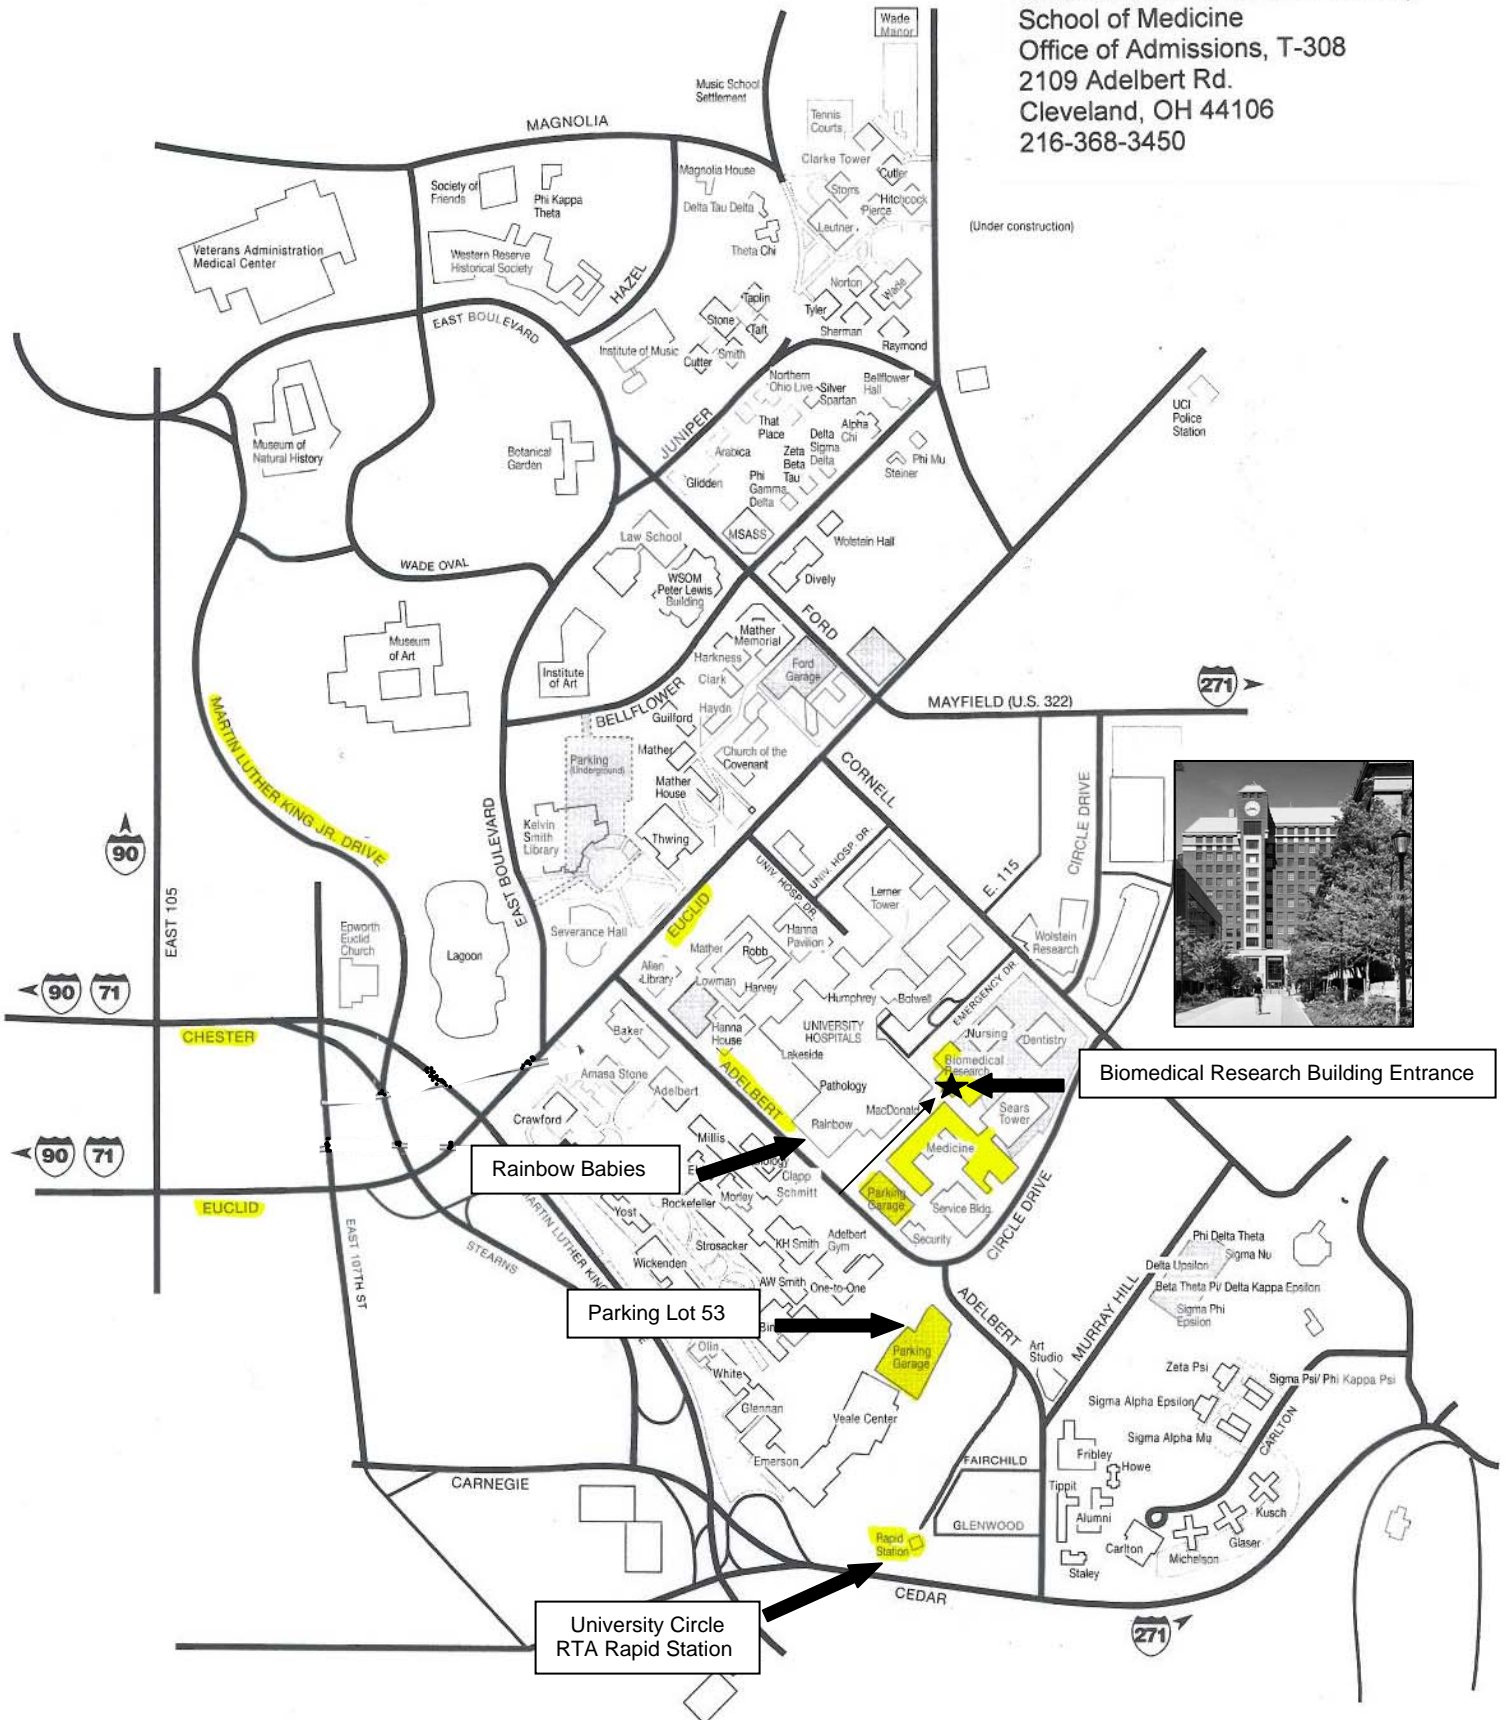 School of Medicine
Office of Admissions, T-308
2109 Adelbert Rd.
Cleveland, OH 44106
216-368-3450
Wade
Manor
Music School
Settlement
Tennis
Courts
MAGNOLIA
Clarke Tower
Cutler
Magnolia House
Society of
Friends
Phi Kappa
Theta
Storrs
Hitchcock
Pierce
Delta Tau Delta
Leutner
(Under construction)
Theta Chi
Veterans Administration
Medical Center
Western Reserve
Historical Society
HAZEL
Norton
Wade
Taplin
Tyler
Stone
Taft
Sherman
EAST BOULEVARD
Raymond
Institute of Music
Cutter
Smith
Northern
Ohio Live
Silver
Spartan
Bellflower
Hall
UCI
Police
Station
JUNIPER
That
Place
Alpha
Chi
Delta
Sigma
Delta
Museum of
Natural History
Botanical
Garden
Arabica
Zeta
Beta
Tau
Phi Mu
Steiner
Glidden
Phi
Gamma
Delta
Law School
MSASS
Wolstein Hall
WADE OVAL
WSOM
Peter Lewis
Building
Dively
FORD
Mather
Memorial
Museum
of Art
Harkness
Ford
Garage
Institute
of Art
Clark
271
BELLFLOWER
Guilford
Haydn
MAYFIELD (U.S. 322)
MARTIN LUTHER KING JR. DRIVE
Mather
Church of the
Covenant
Parking
(Underground)
CORNELL
Mather
House
CIRCLE DRIVE
EAST BOULEVARD
Kelvin
Smith
Library
Thwing
90
UNIV. HOSP. DR.
UNIV. HOSP. DR.
E. 115
Lerner
Tower
EAST 105
EUCLID
Epworth
Euclid
Church
Severance Hall
Hanna
Pavilion
Wolstein
Research
Lagoon
Mather
Robb
Allen
Library
Lowman
Harvey
90
71
EMERGENCY DR.
Humphrey
Bolwell
CHESTER
Baker
Hanna
House
UNIVERSITY
HOSPITALS
Nursing
Dentistry
Lakeside
Biomedical
Research
Biomedical Research Building Entrance
Amasa Stone
ADELBERT
Adelbert
Pathology
Crawford
MacDonald
Sears
Tower
Rainbow
Millis
90
71
Medicine
Rainbow Babies
Clapp
Schmitt
Morley
Rockefeller
Parking
Garage
EUCLID
Yost
Service Bldg.
EAST 107TH ST
STEARNS
MARTIN LUTHER KING
Strosacker
KH Smith
Adelbert
Gym
Security
CIRCLE DRIVE
Phi Delta Theta
Sigma Nu
Wickenden
Delta Upsilon
AW Smith
One-to-One
Beta Theta Pi/ Delta Kappa Epsilon
Parking Lot 53
ADELBERT
MURRAY HILL
Sigma Phi
Epsilon
Olin
Parking
Garage
Art
Studio
White
Zeta Psi
Sigma Psi/ Phi Kappa Psi
Glennan
Veale Center
Sigma Alpha Epsilon
CARLTON
Sigma Alpha Mu
Emerson
FAIRCHILD
Fribley
Howe
CARNEGIE
Tippit
Alumni
Kusch
GLENWOOD
Rapid
Station
Glaser
Carlton
Michelson
Staley
CEDAR
University Circle
RTA Rapid Station
271